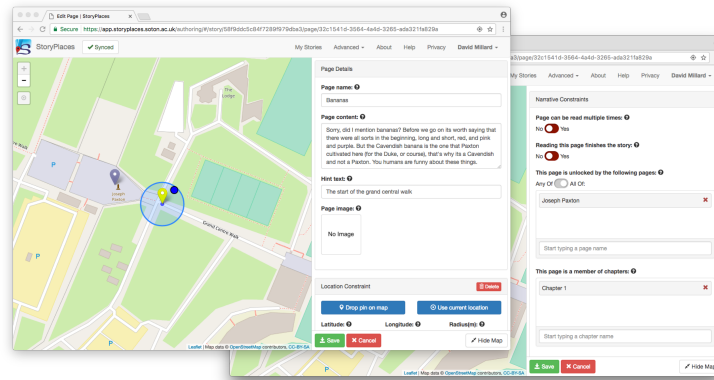 Edit Page | StoryPlaces
Secure https://app.storyplaces.soton.ac.uk/authoring/#/story/58f9ddc5c84f7289f979dba3/page/32c1541d-3564-4a4d-3265-ada321fa829e
StoryPlaces
Synced
My Stories Advanced About Help Privacy David Millard
The Lodge
Joseph Paxton
Grand Centre Walk
P
P
P
P
Leaflet | Map data © OpenStreetMap contributors, CC-BY-SA
Page Details
Page name:
Bananas
Page content:
Sorry, did I mention bananas? Before we go on its worth saying that
there were all sorts in the beginning, long and short, red, and pink
and purple. But the Cavendish banana is the one that Paxton
cultivated here (for the Duke, or course), that's why its a Cavendish
and not a Paxton. You humans are funny about these things.
Hint text:
The start of the grand central walk
Page image:
No Image
Location Constraint
Delete
Drop pin on map Use current location
Latitude: Longitude: Radius(m):
Save Cancel Hide Map
a3/page/32c1541d-3564-4a4d-3265-ada321fa829e
My Stories Advanced About Help Privacy David Millard
Narrative Constraints
Page can be read multiple times:
No Yes
Reading this page finishes the story:
No Yes
This page is unlocked by the following pages:
Any Of All Of:
Joseph Paxton
Start typing a page name
This page is a member of chapters:
Chapter 1
Start typing a chapter name
Save Cancel Hide Map
P
Leaflet | Map data © OpenStreetMap contributors, CC-BY-SA